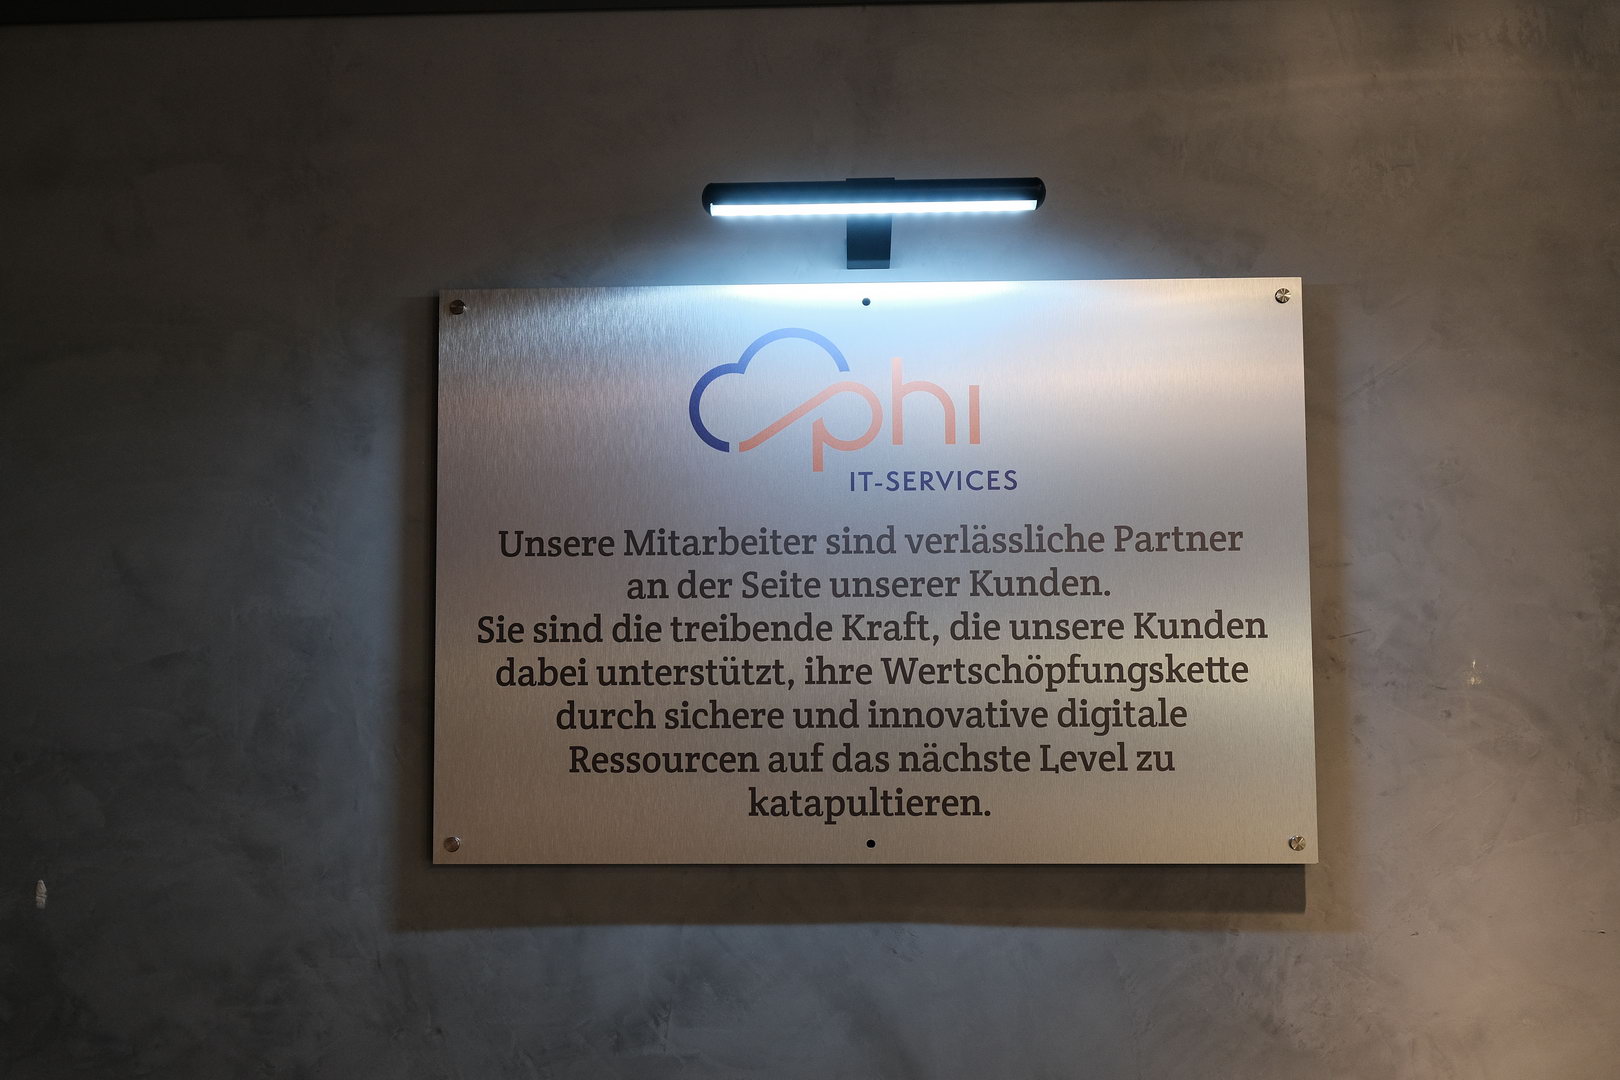 phi
IT-SERVICES
Unsere Mitarbeiter sind verlässliche Partner
an der Seite unserer Kunden.
Sie sind die treibende Kraft, die unsere Kunden
dabei unterstützt, ihre Wertschöpfungskette
durch sichere und innovative digitale
Ressourcen auf das nächste Level zu
katapultieren.